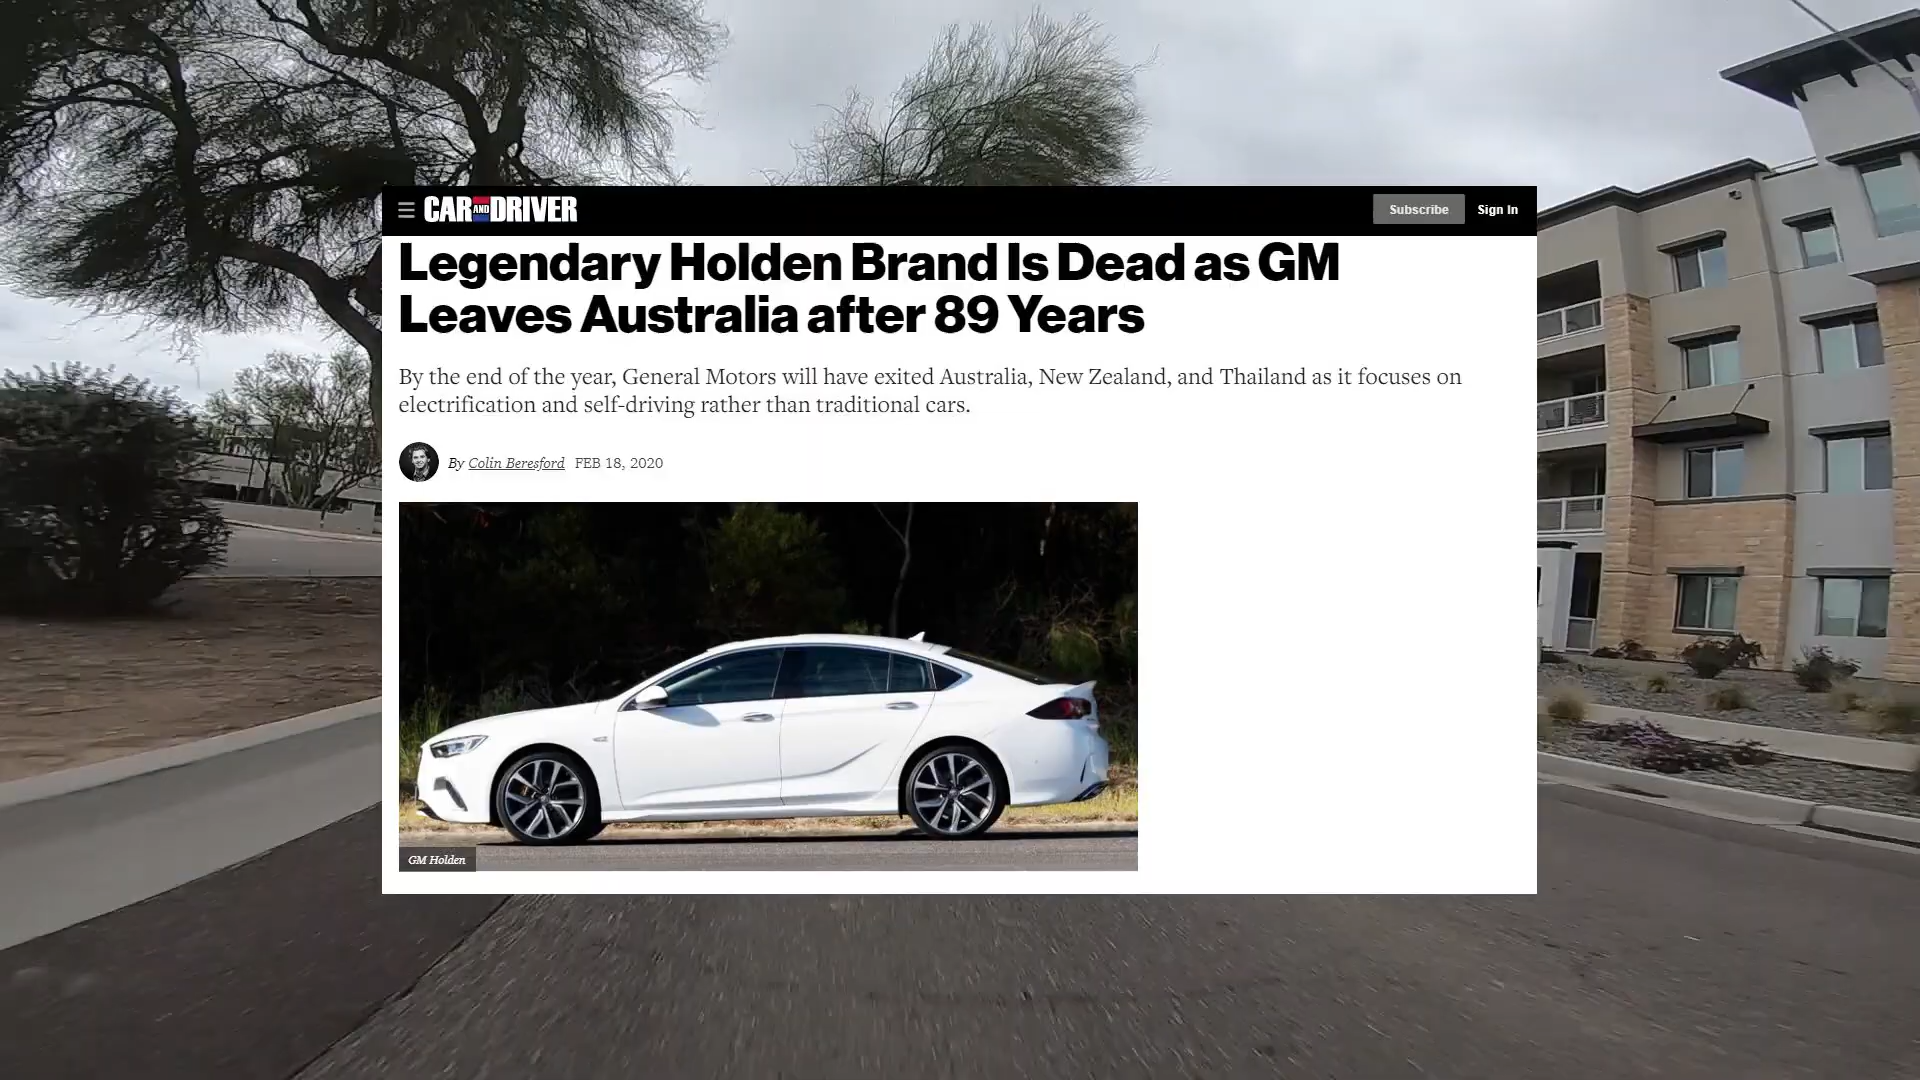 CAR AND DRIVER
Subscribe
Sign In
Legendary Holden Brand Is Dead as GM
Leaves Australia after 89 Years
By the end of the year, General Motors will have exited Australia, New Zealand, and Thailand as it focuses on
electrification and self-driving rather than traditional cars.
By Colin Beresford FEB 18, 2020
GM Holden